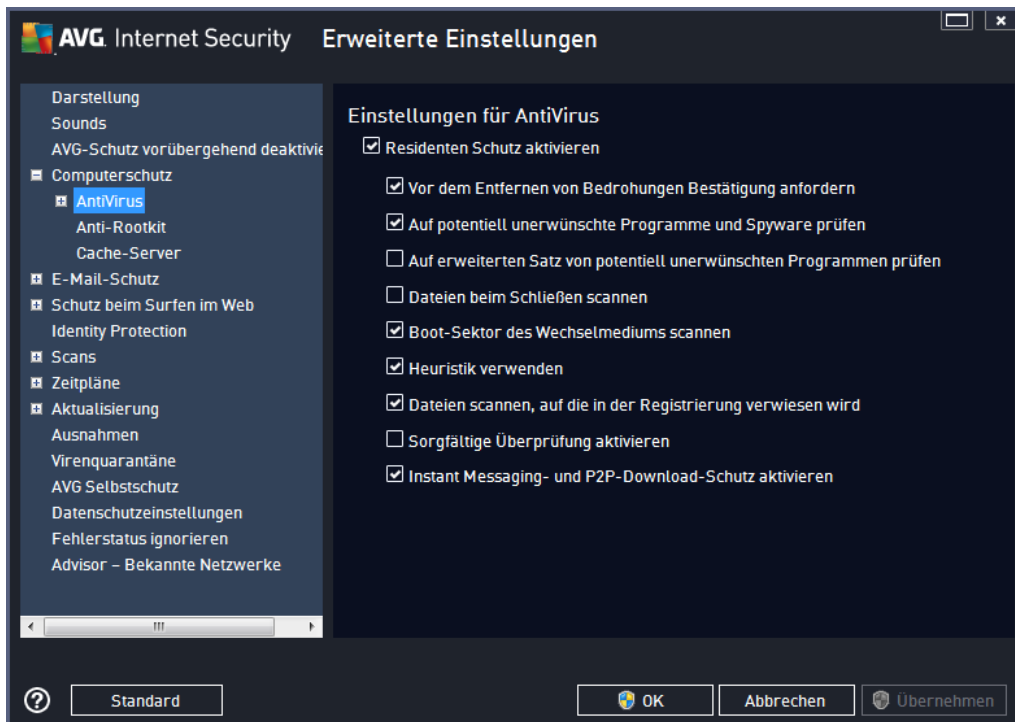 AVG. Internet Security Erweiterte Einstellungen
Darstellung
Sounds
AVG-Schutz vorübergehend deaktivie
Computerschutz
AntiVirus
Anti-Rootkit
Cache-Server
E-Mail-Schutz
Schutz beim Surfen im Web
Identity Protection
Scans
Zeitpläne
Aktualisierung
Ausnahmen
Virenquarantäne
AVG Selbstschutz
Datenschutzeinstellungen
Fehlerstatus ignorieren
Advisor – Bekannte Netzwerke
Einstellungen für AntiVirus
Residenten Schutz aktivieren
Vor dem Entfernen von Bedrohungen Bestätigung anfordern
Auf potentiell unerwünschte Programme und Spyware prüfen
Auf erweiterten Satz von potentiell unerwünschten Programmen prüfen
Dateien beim Schließen scannen
Boot-Sektor des Wechselmediums scannen
Heuristik verwenden
Dateien scannen, auf die in der Registrierung verwiesen wird
Sorgfältige Überprüfung aktivieren
Instant Messaging- und P2P-Download-Schutz aktivieren
Standard
OK
Abbrechen
Übernehmen